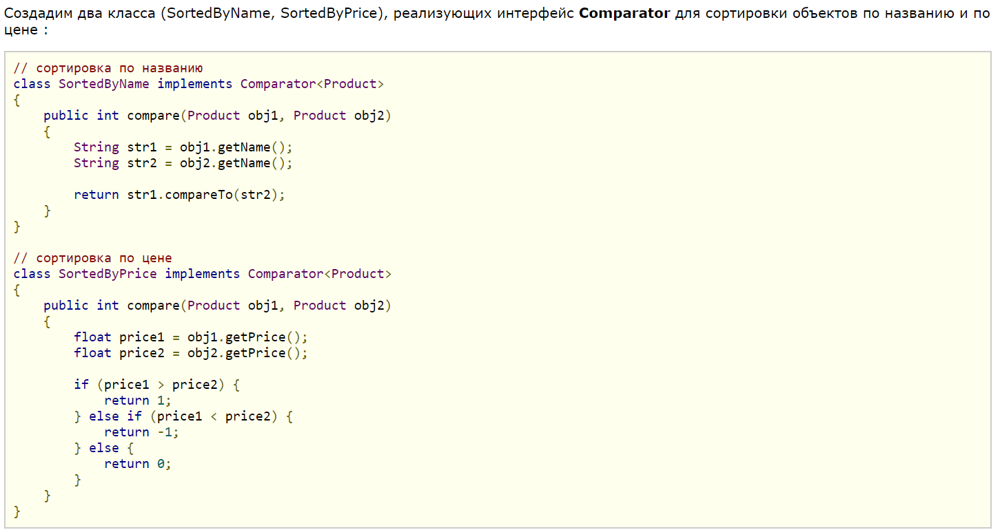 Создадим два класса (SortedByName, SortedByPrice), реализующих интерфейс Comparator для сортировки объектов по названию и по
цене :
// сортировка по названию
class SortedByName implements Comparator<Product>
{
    public int compare(Product obj1, Product obj2)
    {
        String str1 = obj1.getName();
        String str2 = obj2.getName();

        return str1.compareTo(str2);
    }
}

// сортировка по цене
class SortedByPrice implements Comparator<Product>
{
    public int compare(Product obj1, Product obj2)
    {
        float price1 = obj1.getPrice();
        float price2 = obj2.getPrice();

        if (price1 > price2) {
            return 1;
        } else if (price1 < price2) {
            return -1;
        } else {
            return 0;
        }
    }
}